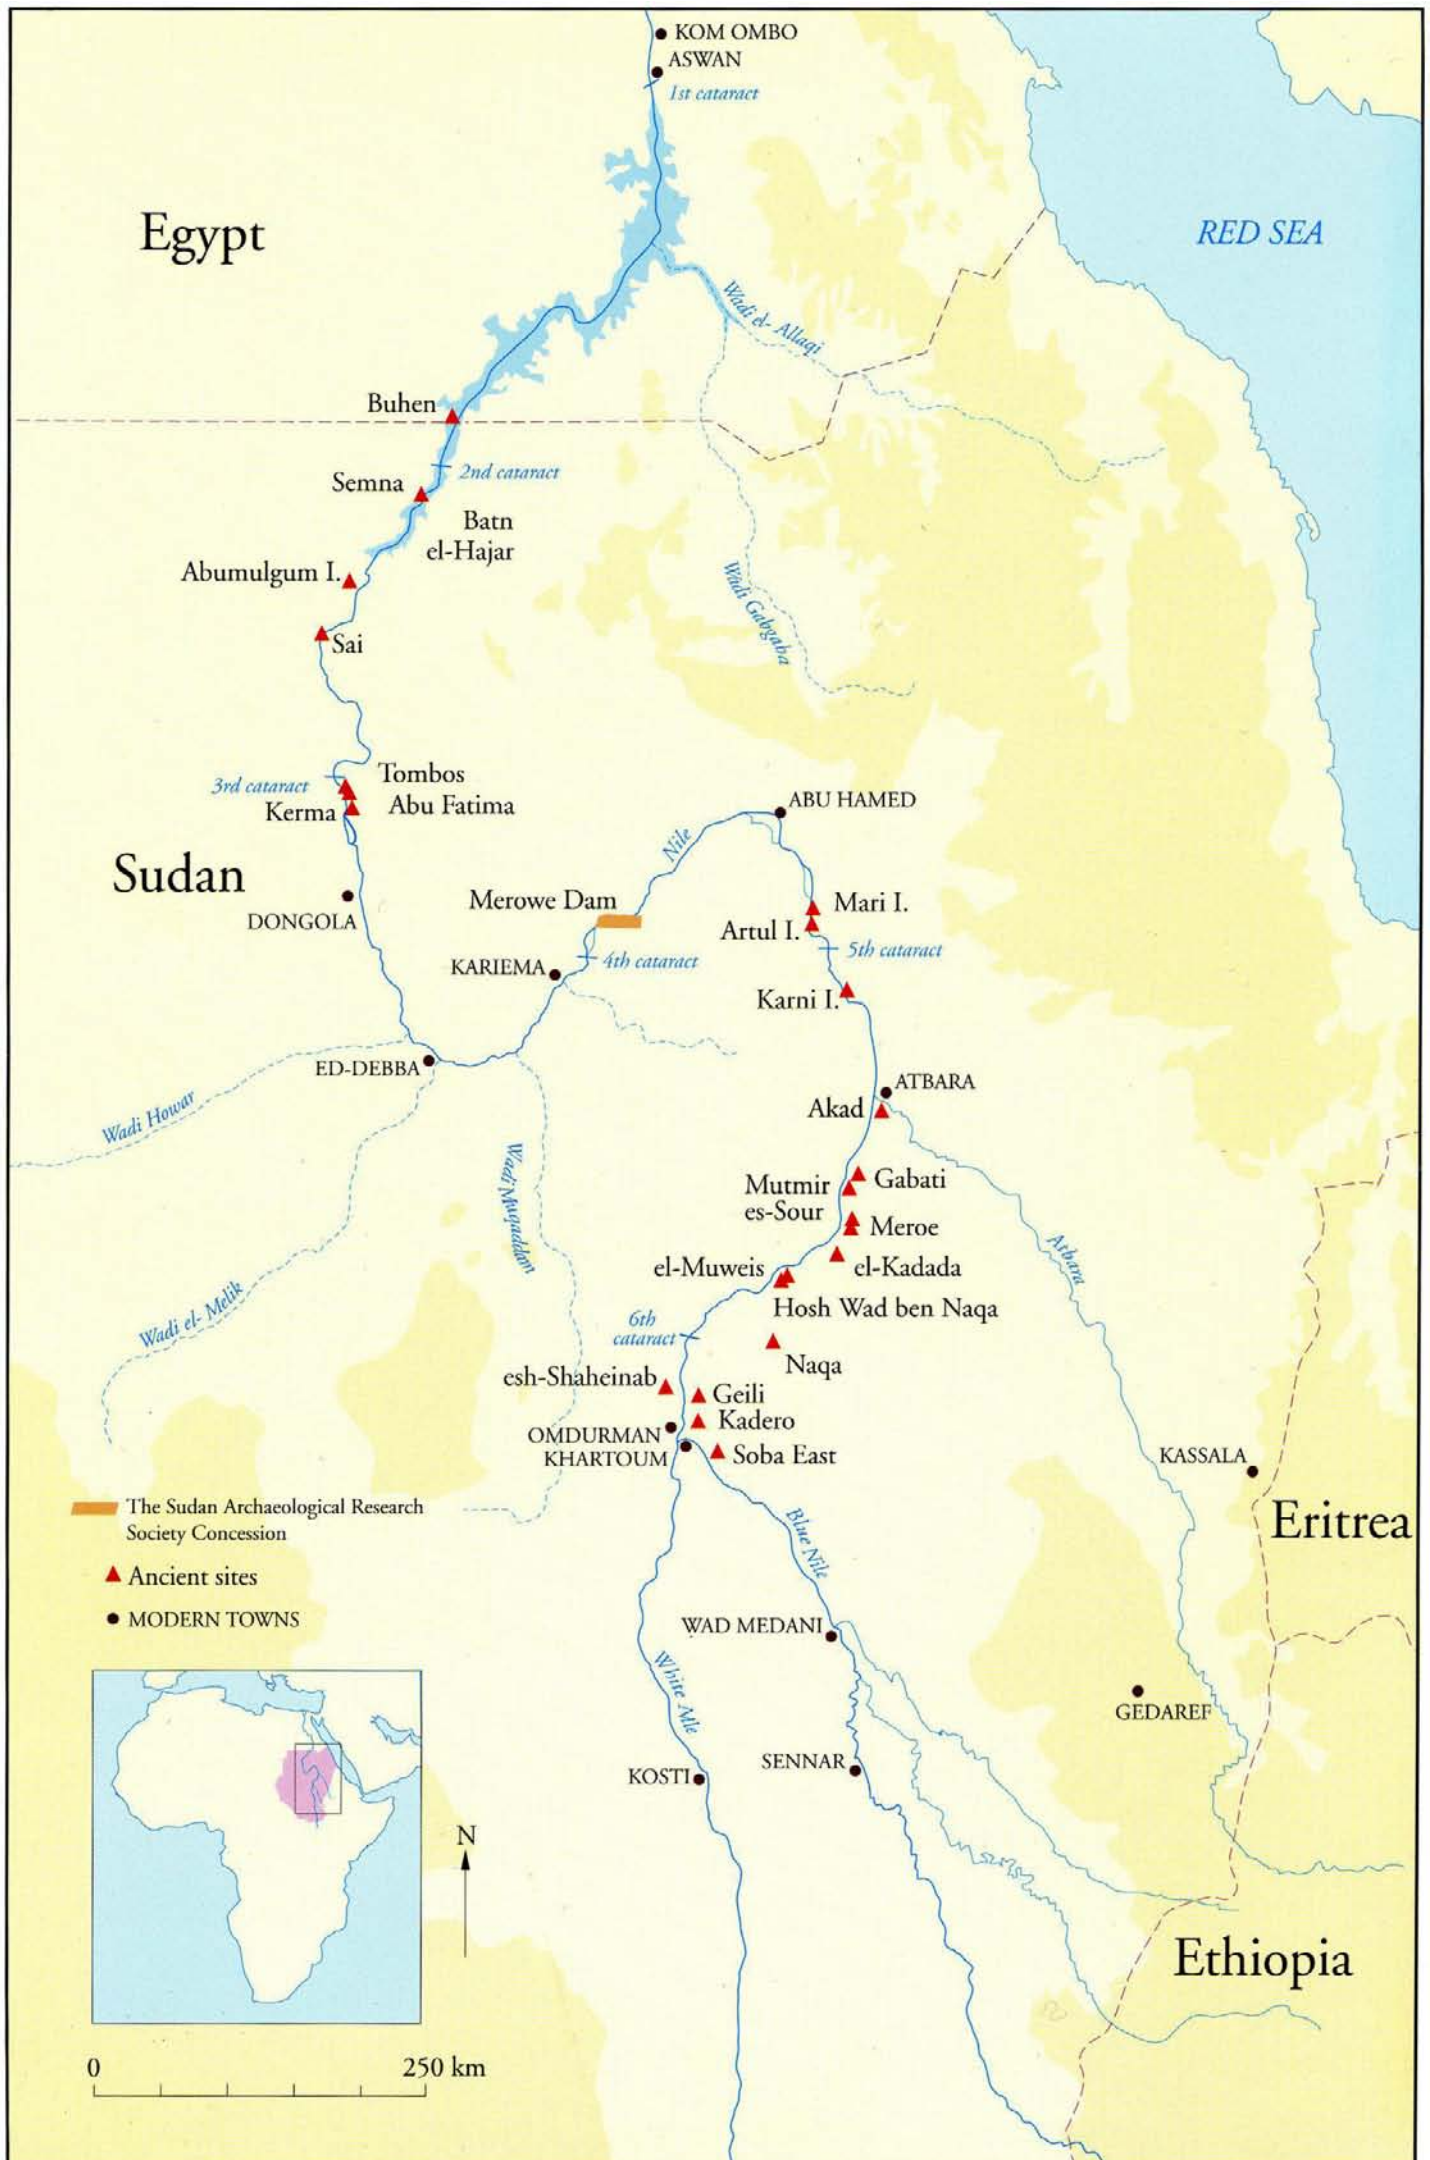 KOM OMBO
ASWAN
1st cataract
Egypt
RED SEA
Wadi el- Allaqi
Buhen
2nd cataract
Semna
Batn
el-Hajar
Abumulgum I.
Wadi Gabgaba
Sai
Tombos
3rd cataract
Abu Fatima
Kerma
ABU HAMED
Nile
Sudan
Merowe Dam
Mari I.
DONGOLA
Artul I.
5th cataract
4th cataract
KARIEMA
Karni I.
ED-DEBBA
ATBARA
Akad
Wadi Howar
Wadi Muqaddam
Gabati
Mutmir
es-Sour
Meroe
Atbara
el-Muweis
el-Kadada
Hosh Wad ben Naqa
Wadi el- Melik
6th
cataract
Naqa
esh-Shaheinab
Geili
Kadero
OMDURMAN
KHARTOUM
Soba East
KASSALA
The Sudan Archaeological Research
Society Concession
Eritrea
Blue Nile
Ancient sites
MODERN TOWNS
WAD MEDANI
White Nile
GEDAREF
SENNAR
KOSTI
N
Ethiopia
0
250 km